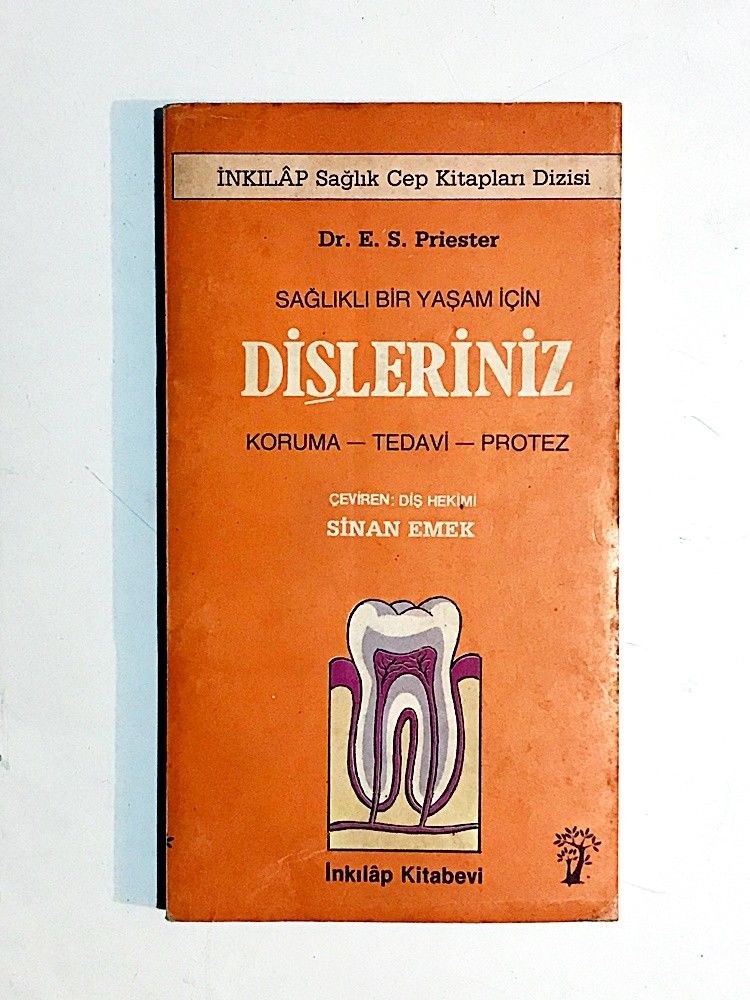 İNKILÂP Sağlık Cep Kitapları Dizisi
Dr. E. S. Priester
SAĞLIKLI BİR YAŞAM İÇİN
DİŞLERİNİZ
KORUMA — TEDAVİ — PROTEZ
ÇEVİREN: DİŞ HEKİMİ
SİNAN EMEK
İnkılâp Kitabevi